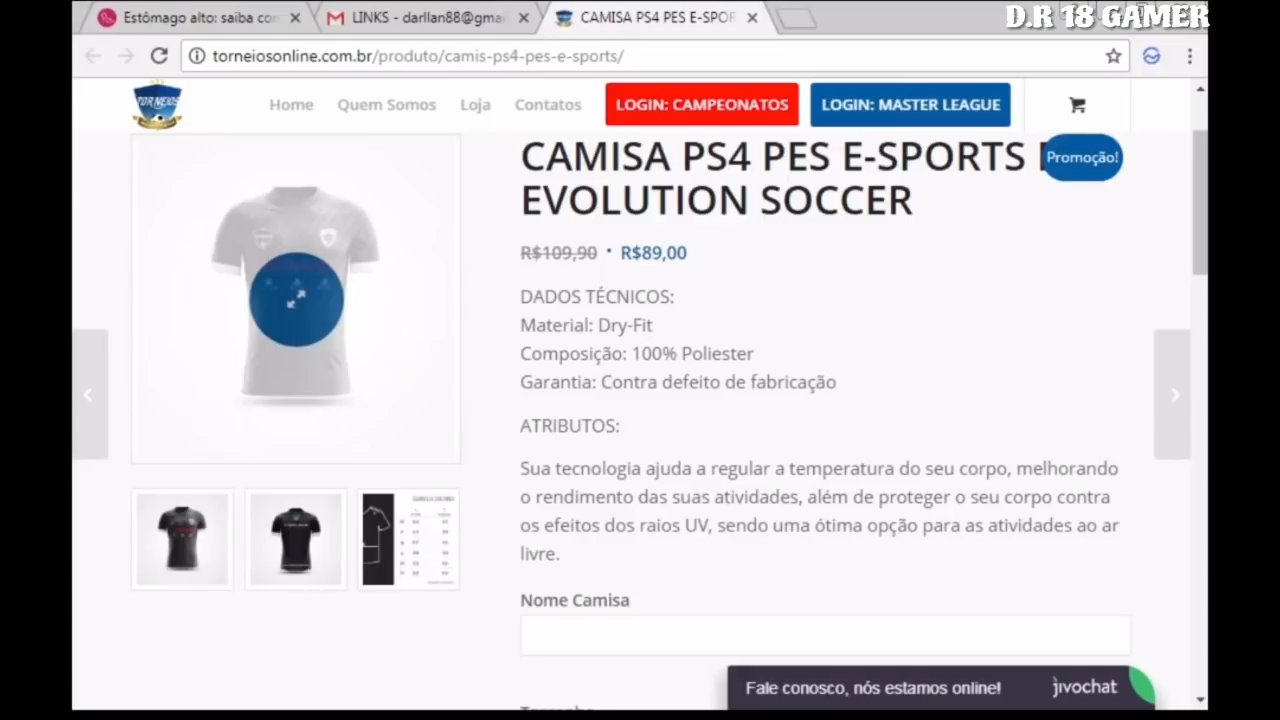 D.R 18 GAMER
Estômago alto: saiba con
LINKS - darllan88@gmai
CAMISA PS4 PES E-SPOR
torneiosonline.com.br/produto/camis-ps4-pes-e-sports/
TORNEIOS
Home
Quem Somos
Loja
Contatos
LOGIN: CAMPEONATOS
LOGIN: MASTER LEAGUE
CAMISA PS4 PES E-SPORTS
Promoção!
EVOLUTION SOCCER
R$109,90 · R$89,00
DADOS TÉCNICOS:
Material: Dry-Fit
Composição: 100% Poliester
Garantia: Contra defeito de fabricação
ATRIBUTOS:
Sua tecnologia ajuda a regular a temperatura do seu corpo, melhorando
o rendimento das suas atividades, além de proteger o seu corpo contra
os efeitos dos raios UV, sendo uma ótima opção para as atividades ao ar
livre.
Nome Camisa
Fale conosco, nós estamos online!
jivochat